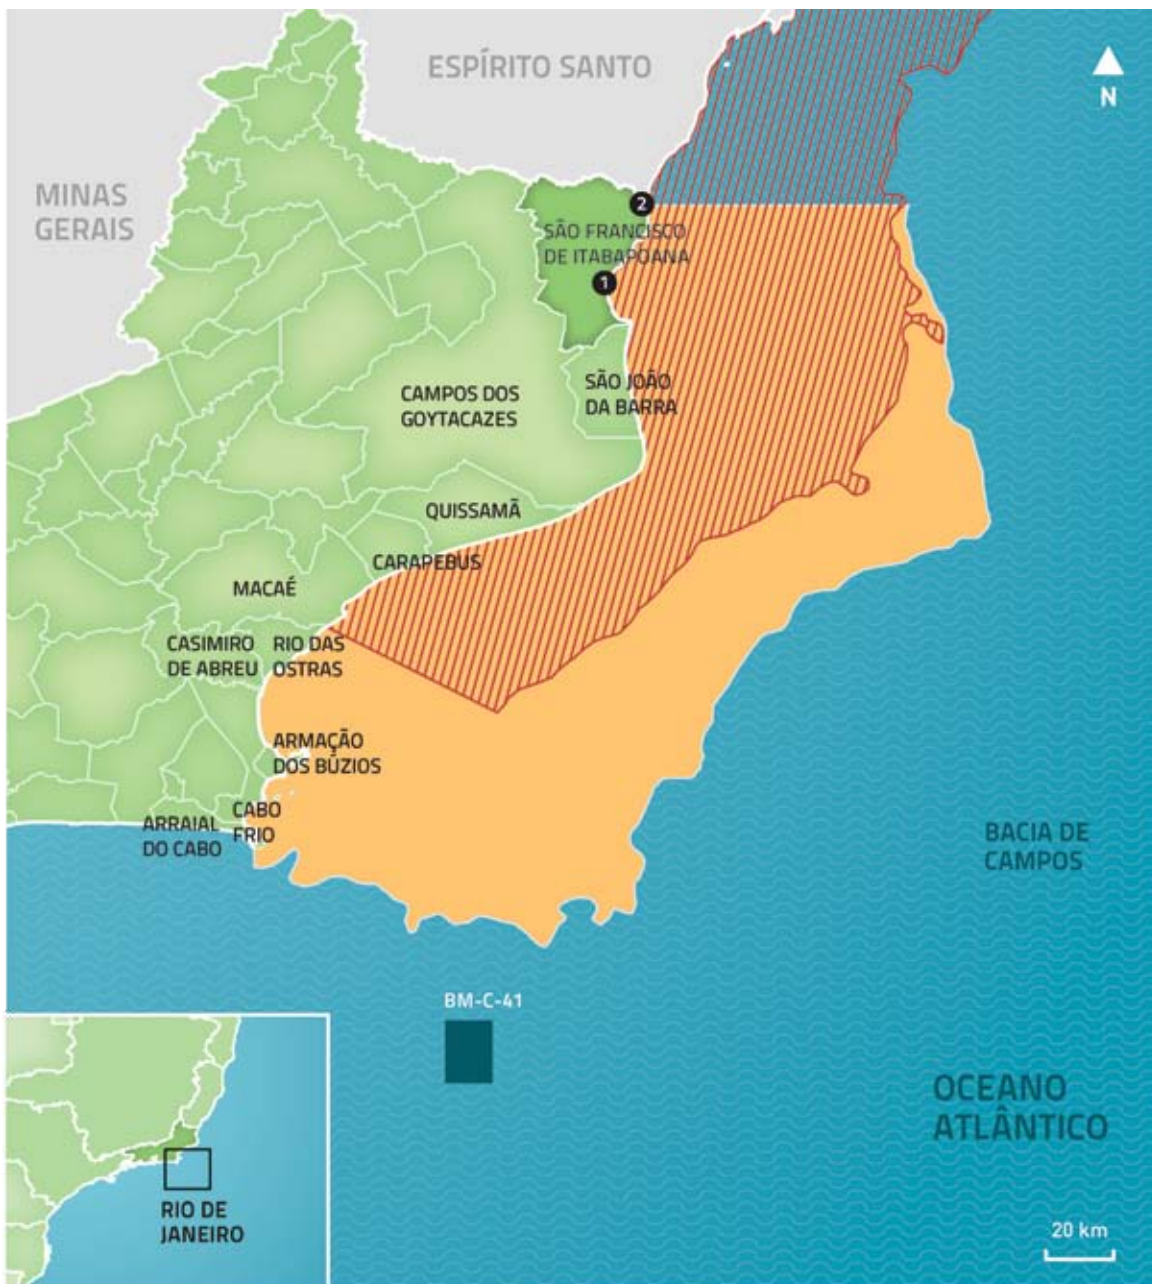 ESPÍRITO SANTO
N
MINAS
GERAIS
2
SÃO FRANCISCO
DE ITABAPOANA
1
SÃO JOÃO
DA BARRA
CAMPOS DOS
GOYTACAZES
QUISSAMÃ
CARAPEBUS
MACAÉ
CASIMIRO
DE ABREU
RIO DAS
OSTRAS
ARMAÇÃO
DOS BÚZIOS
CABO
FRIO
ARRAIAL
DO CABO
BACIA DE
CAMPOS
BM-C-41
OCEANO
ATLÂNTICO
RIO DE
JANEIRO
20 km